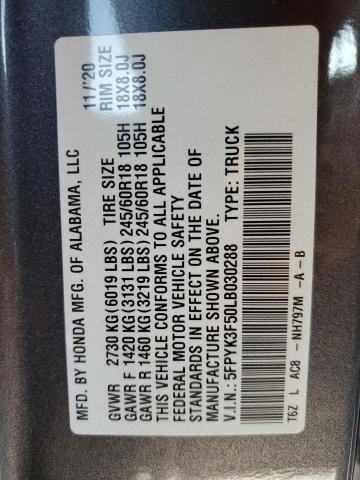 MFD. BY HONDA MFG. OF ALABAMA, LLC 11/'20
GVWR 2730 KG(6019 LBS) TIRE SIZE RIM SIZE
GAWR F 1420 KG(3131 LBS) 245/60R18 105H 18X8.0J
GAWR R 1460 KG(3219 LBS) 245/60R18 105H 18X8.0J
THIS VEHICLE CONFORMS TO ALL APPLICABLE
FEDERAL MOTOR VEHICLE SAFETY
STANDARDS IN EFFECT ON THE DATE OF
MANUFACTURE SHOWN ABOVE.
V.I.N.: 5FPYK3F50LB030288 TYPE: TRUCK
T6Z L AC8 -NH797M -A -B